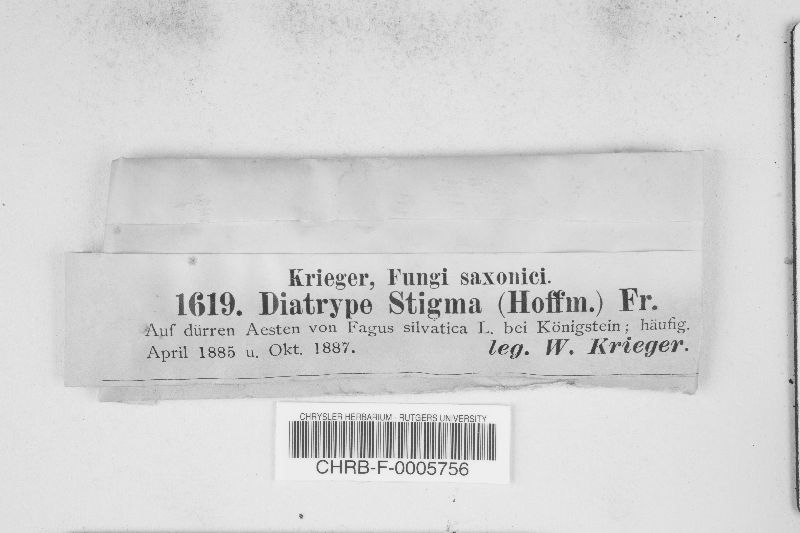 Krieger, Fungi saxonici.
1619. Diatrype Stigma (Hoffm.) Fr.
Auf dürren Aesten von Fagus silvatica L. bei Königstein; häufig.
April 1885 u. Okt. 1887. leg. W. Krieger.
CHRYSLER HERBARIUM - RUTGERS UNIVERSITY
CHRB-F-0005756